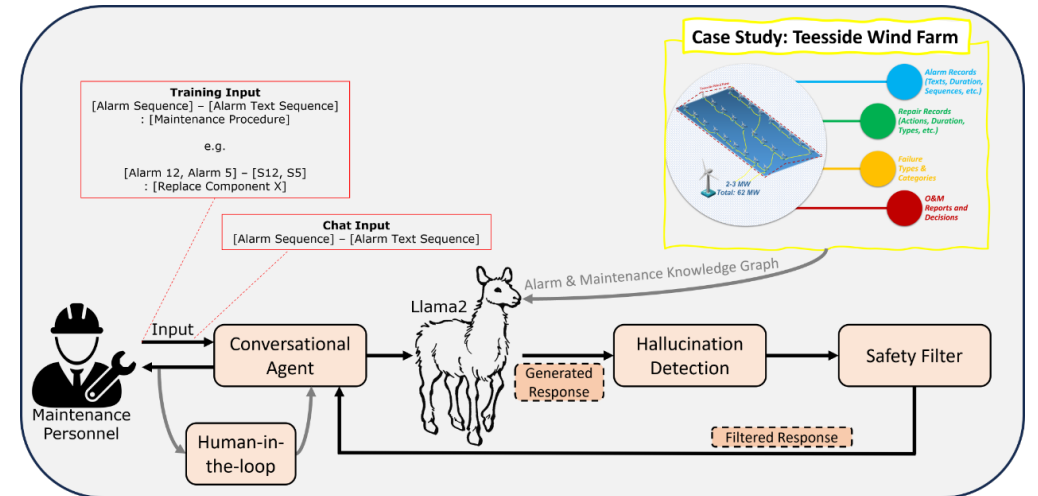 Case Study: Teesside Wind Farm
Alarm Records
(Texts, Duration,
Sequences, etc.)
Repair Records
(Actions, Duration,
Types, etc.)
Failure
Types &
Categories
O&M
Reports and
Decisions
2-3 MW
Total: 62 MW
Training Input
[Alarm Sequence] – [Alarm Text Sequence]
: [Maintenance Procedure]
e.g.
[Alarm 12, Alarm 5] – [S12, S5]
: [Replace Component X]
Chat Input
[Alarm Sequence] – [Alarm Text Sequence]
Alarm & Maintenance Knowledge Graph
Llama2
Input
Conversational
Agent
Generated
Response
Hallucination
Detection
Safety Filter
Maintenance
Personnel
Human-in-
the-loop
Filtered Response